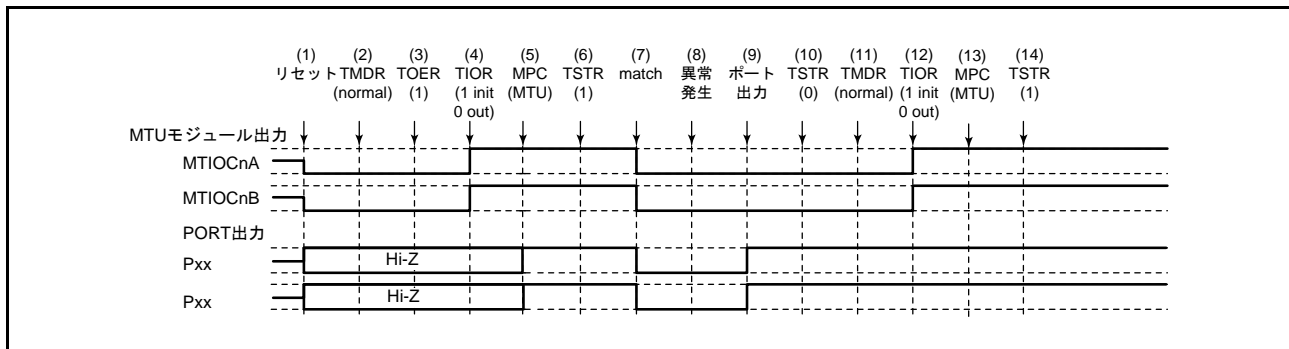 (1) (2) (3) (4) (5) (6) (7) (8) (9) (10) (11) (12) (13) (14)
リセット TMDR TOER TIOR MPC TSTR match 異常 ポート TSTR TMDR TIOR MPC TSTR
(normal) (1) (1 init (MTU) (1) 発生 出力 (0) (normal) (1 init (MTU) (1)
0 out) 0 out)
MTUモジュール出力
MTIOCnA
MTIOCnB
PORT出力
Pxx Hi-Z
Pxx Hi-Z